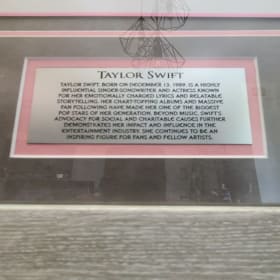 TAYLOR SWIFT
TAYLOR SWIFT, BORN ON DECEMBER 13, 1989, IS A HIGHLY
INFLUENTIAL SINGER-SONGWRITER AND ACTRESS KNOWN
FOR HER EMOTIONALLY CHARGED LYRICS AND RELATABLE
STORYTELLING. HER CHART-TOPPING ALBUMS AND MASSIVE
FAN FOLLOWING HAVE MADE HER ONE OF THE BIGGEST
POP STARS OF HER GENERATION. BEYOND MUSIC, SWIFT'S
ADVOCACY FOR SOCIAL AND CHARITABLE CAUSES FURTHER
DEMONSTRATES HER IMPACT AND INFLUENCE IN THE
ENTERTAINMENT INDUSTRY. SHE CONTINUES TO BE AN
INSPIRING FIGURE FOR FANS AND FELLOW ARTISTS.